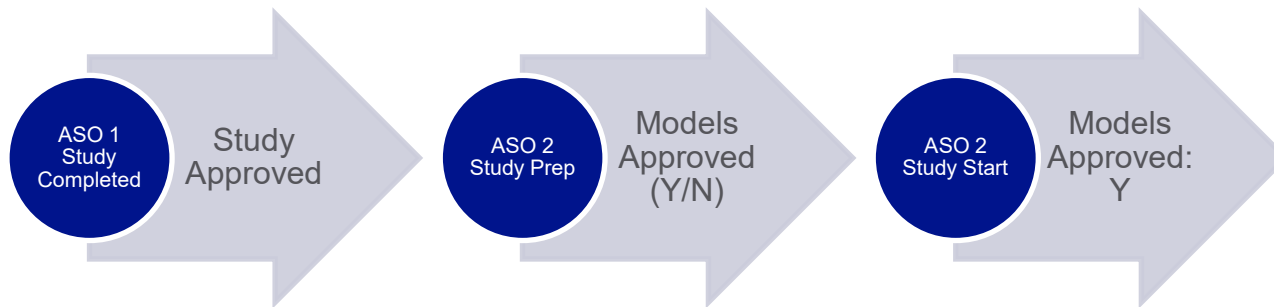 ASO 1
Study
Completed
Study
Approved
ASO 2
Study Prep
Models
Approved
(Y/N)
ASO 2
Study Start
Models
Approved:
Y